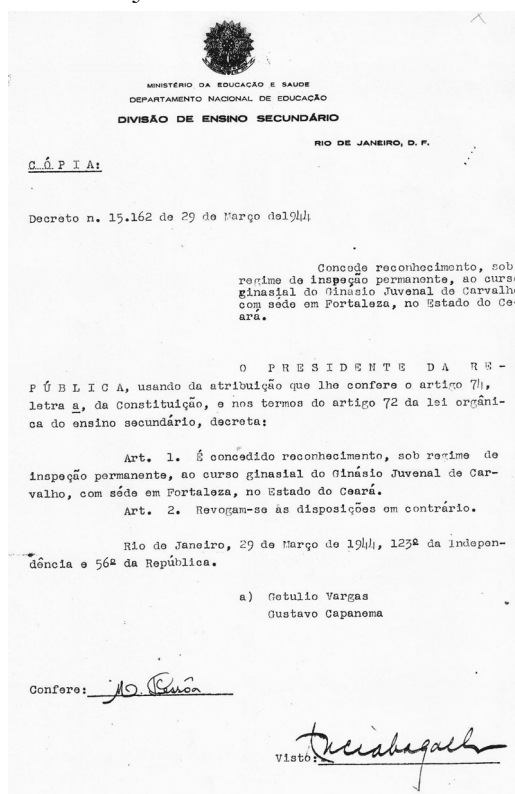 MINISTÉRIO DA EDUCAÇÃO E SAUDE
DEPARTAMENTO NACIONAL DE EDUCAÇÃO
DIVISÃO DE ENSINO SECUNDÁRIO
RIO DE JANEIRO, D. F.
C Ó P I A:
Decreto n. 15.162 de 29 de Março de1944
Concede reconhecimento, sob
regime de inspeção permanente, ao curso
ginasial do Ginásio Juvenal de Carvalh
com séde em Fortaleza, no Estado do Ce-
ará.
O P R E S I D E N T E D A R E -
P Ú B L I C A, usando da atribuição que lhe confere o artigo 74,
letra a, da Constituição, e nos termos do artigo 72 da lei orgâni-
ca do ensino secundário, decreta:
Art. 1. É concedido reconhecimento, sob regime de
inspeção permanente, ao curso ginasial do Ginásio Juvenal de Car-
valho, com séde em Fortaleza, no Estado do Ceará.
Art. 2. Revogam-se as disposições em contrário.
Rio de Janeiro, 29 de Março de 1944, 123º da Indepen-
dência e 56º da República.
a) Getulio Vargas
Gustavo Capanema
Confere:
Visto: